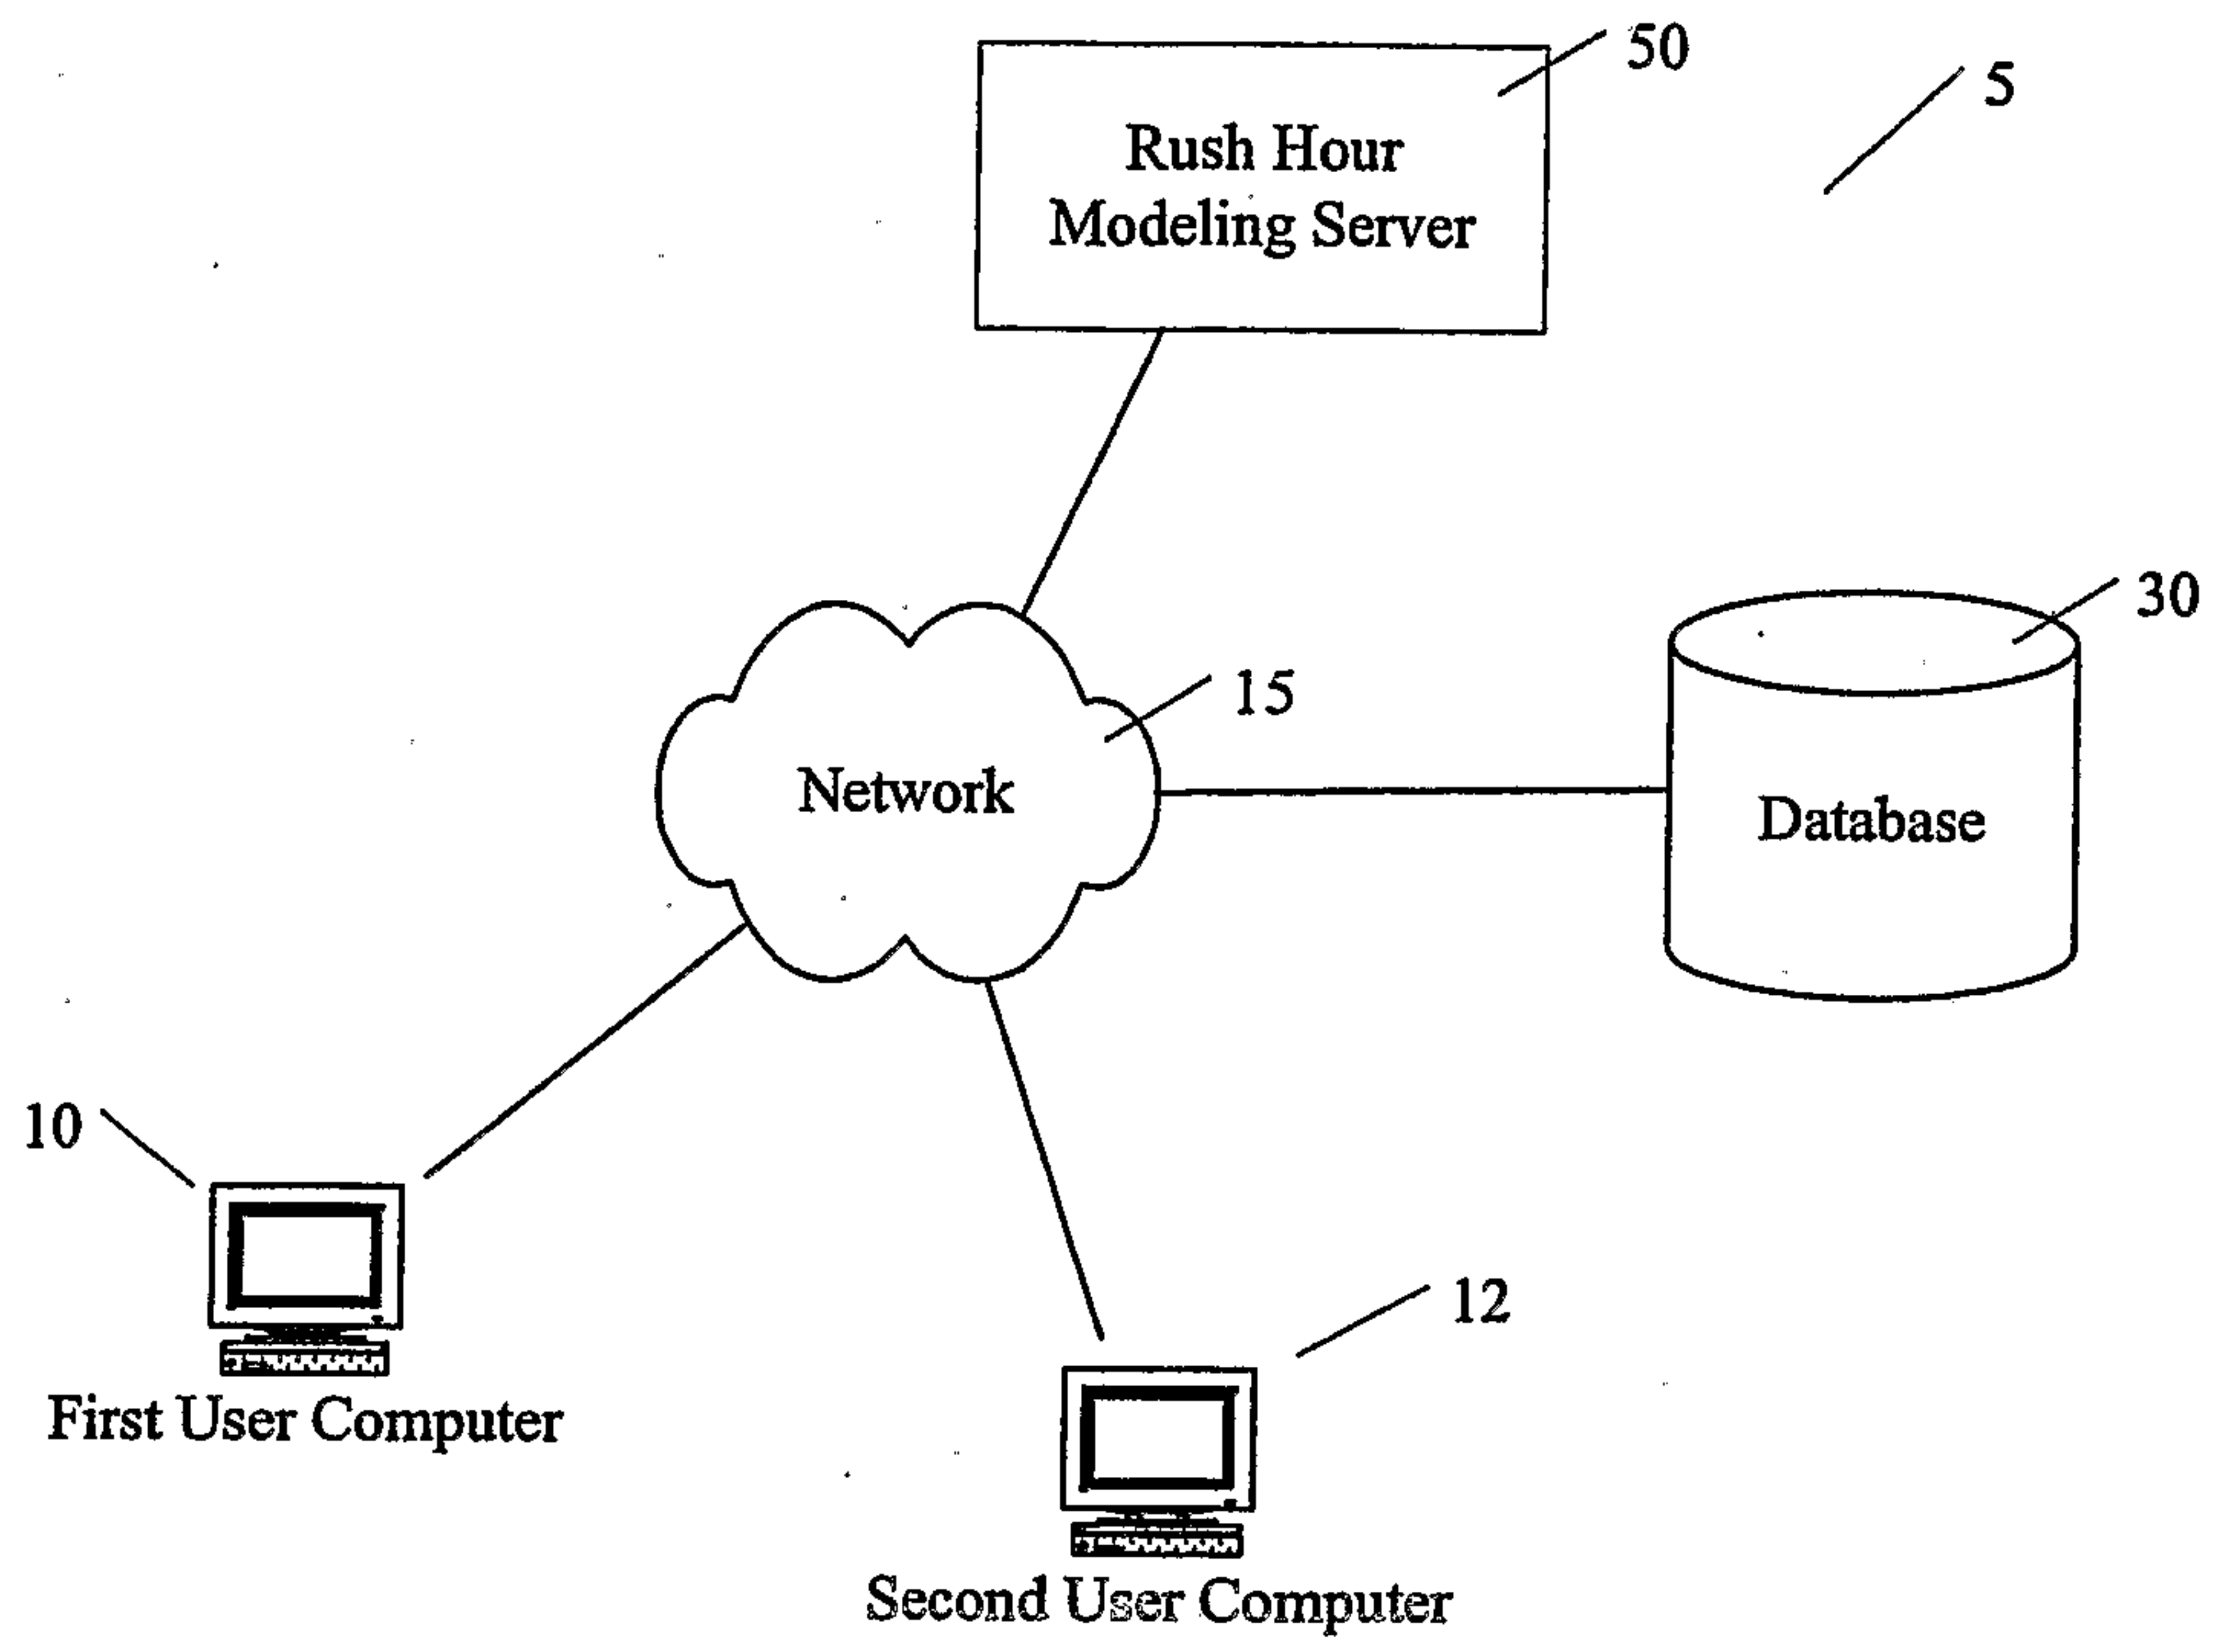 50
5
Rush Hour
Modeling Server
30
15
Network
Database
10
12
First User Computer
Second User Computer